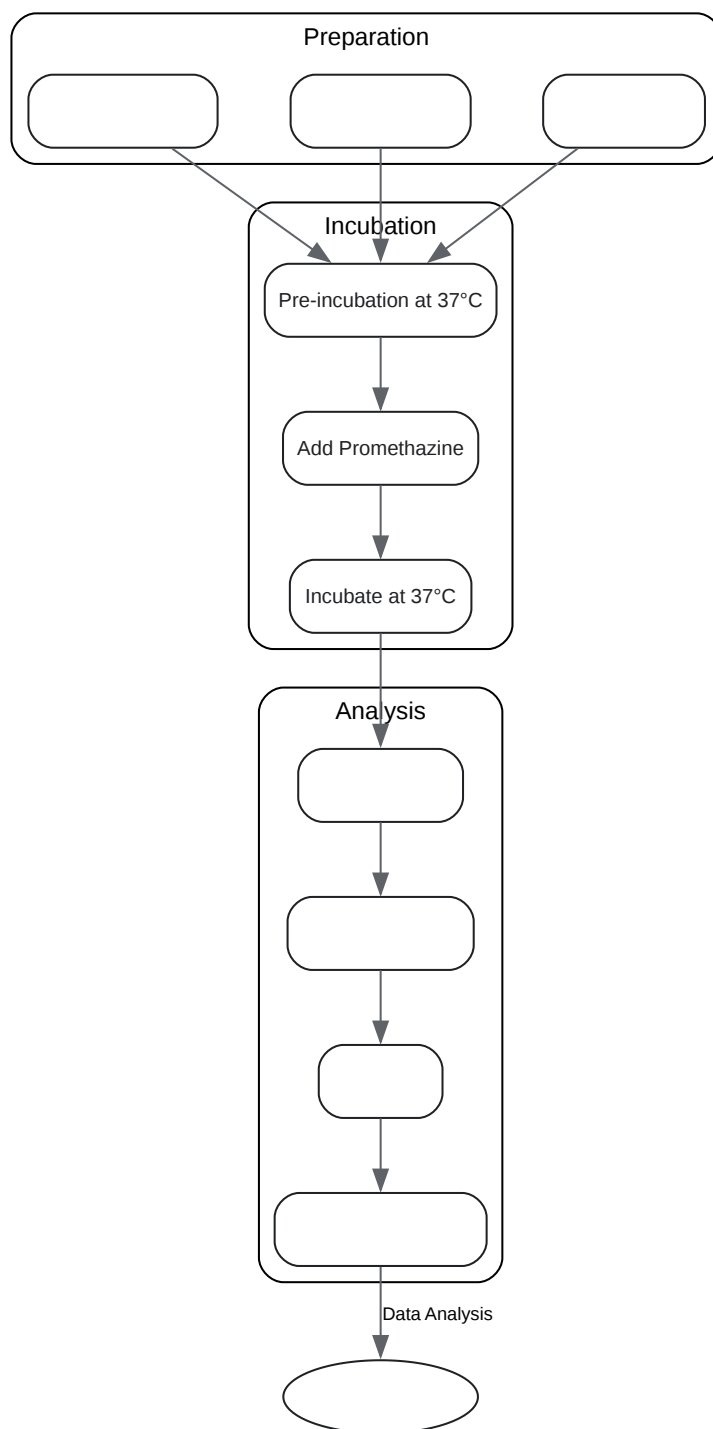 Preparation
Incubation
Pre-incubation at 37°C
Add Promethazine
Incubate at 37°C
Analysis
Data Analysis